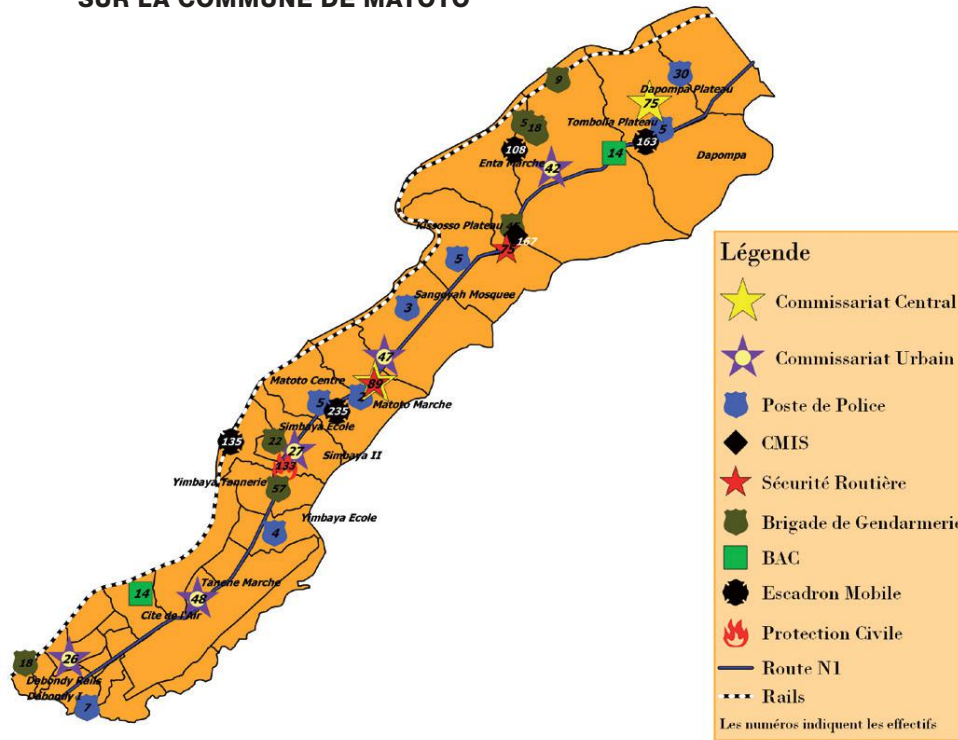 SUR LA COMMUNE DE MATOTO
30
9
Dapompa Plateau
75
5 18
Tombolia Plateau
5
163
108
14
Dapompa
Enta Marche
42
Kissosso Plateau
167
75
5
Sangoyah Mosquee
3
47
Matoto Centre
89
2
Matoto Marche
5
235
Simbaya Ecole
135
22
27
Simbaya II
133
Yimbaya Tannerie
57
Yimbaya Ecole
4
Tanene Marche
14
48
Cite de l'Air
18
26
Dabondy Rails
Dabondy I
7
Légende
Commissariat Central
Commissariat Urbain
Poste de Police
CMIS
Sécurité Routière
Brigade de Gendarmerie
BAC
Escadron Mobile
Protection Civile
Route N1
Rails
Les numéros indiquent les effectifs